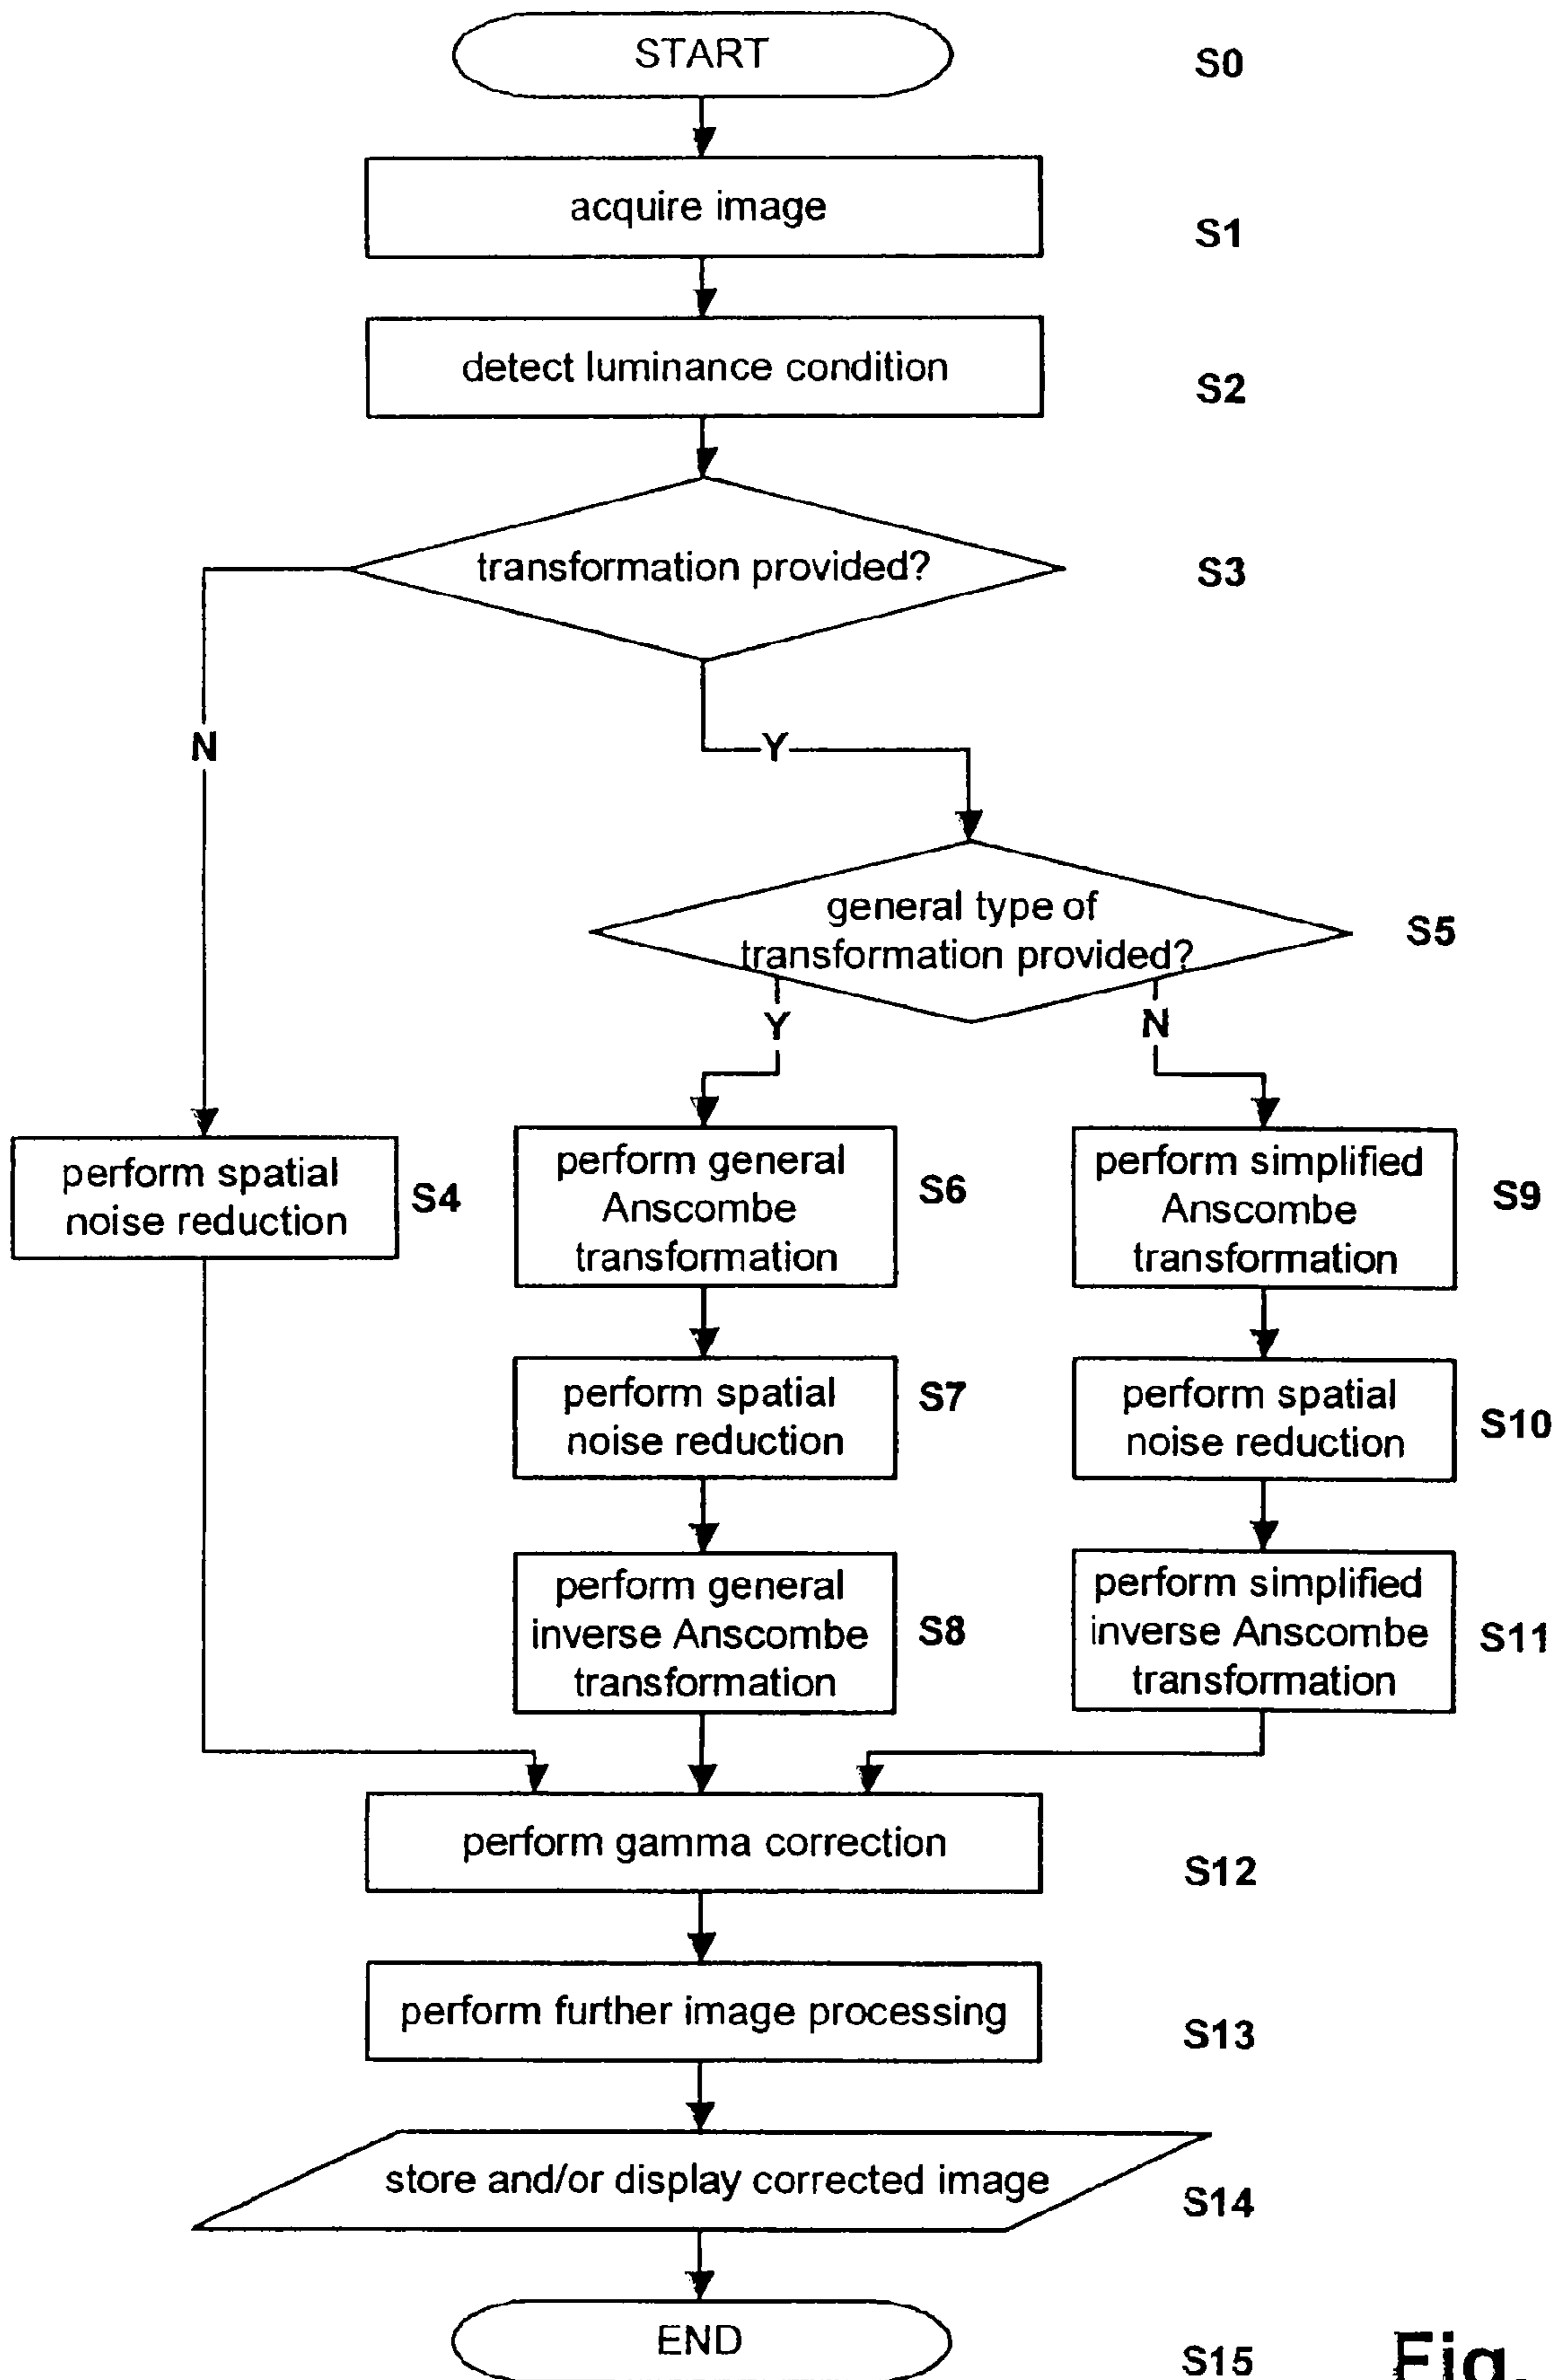 START
S0
acquire image
S1
detect luminance condition
S2
transformation provided?
S3
N
Y
general type of
transformation provided?
S5
Y
N
perform spatial
noise reduction
S4
perform general
Anscombe
transformation
S6
perform simplified
Anscombe
transformation
S9
perform spatial
noise reduction
S7
perform spatial
noise reduction
S10
perform general
inverse Anscombe
transformation
S8
perform simplified
inverse Anscombe
transformation
S11
perform gamma correction
S12
perform further image processing
S13
store and/or display corrected image
S14
END
S15
Fig.